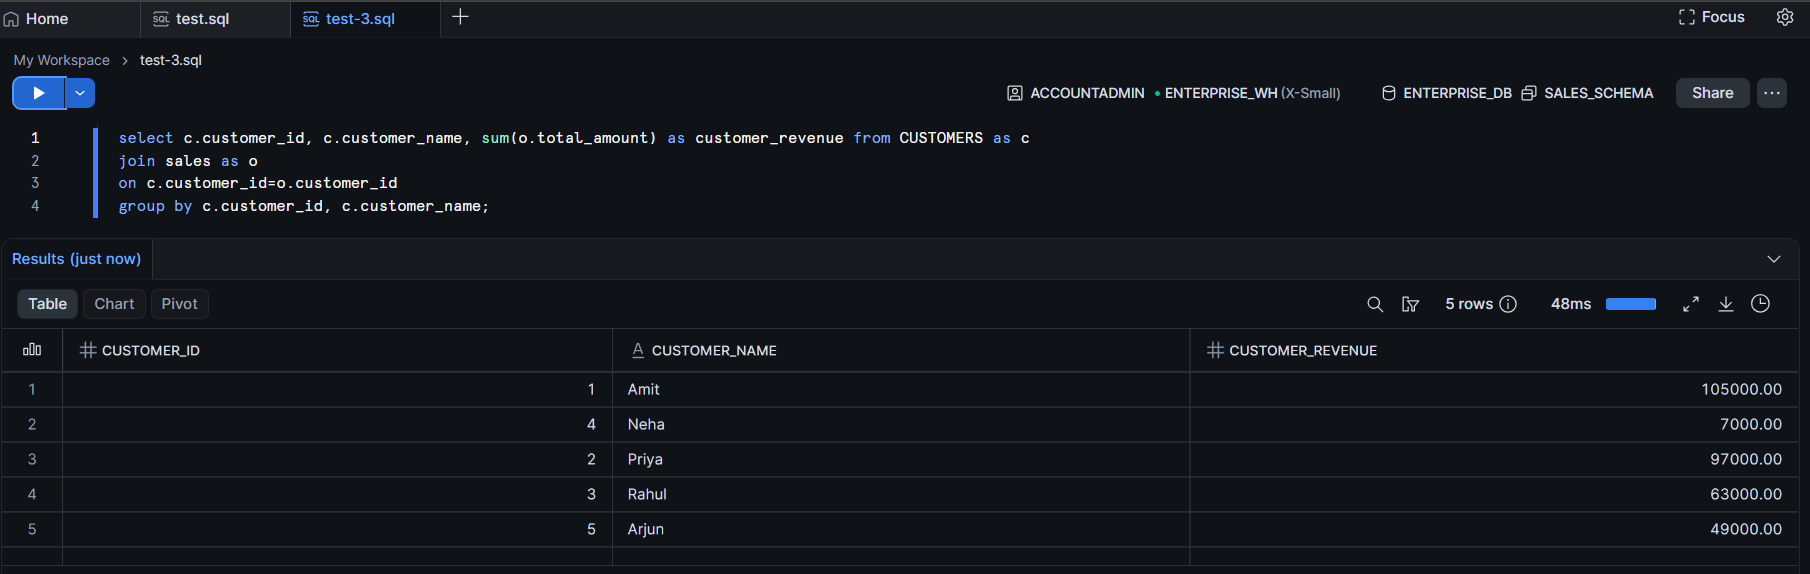 Home
SQL test.sql
SQL test-3.sql
Focus
My Workspace > test-3.sql
ACCOUNTADMIN ENTERPRISE_WH (X-Small) ENTERPRISE_DB SALES_SCHEMA Share ...
1 select c.customer_id, c.customer_name, sum(o.total_amount) as customer_revenue from CUSTOMERS as c
2 join sales as o
3 on c.customer_id=o.customer_id
4 group by c.customer_id, c.customer_name;
Results (just now)
Table Chart Pivot 5 rows 48ms
# CUSTOMER_ID A CUSTOMER_NAME # CUSTOMER_REVENUE
1 1 Amit 105000.00
2 4 Neha 7000.00
3 2 Priya 97000.00
4 3 Rahul 63000.00
5 5 Arjun 49000.00